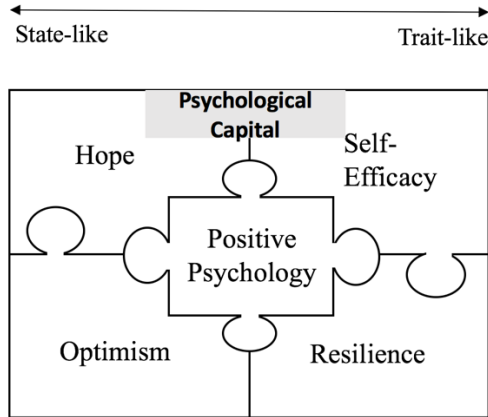 State-like
Trait-like
Psychological
Capital
Hope
Self-
Efficacy
Positive
Psychology
Optimism
Resilience